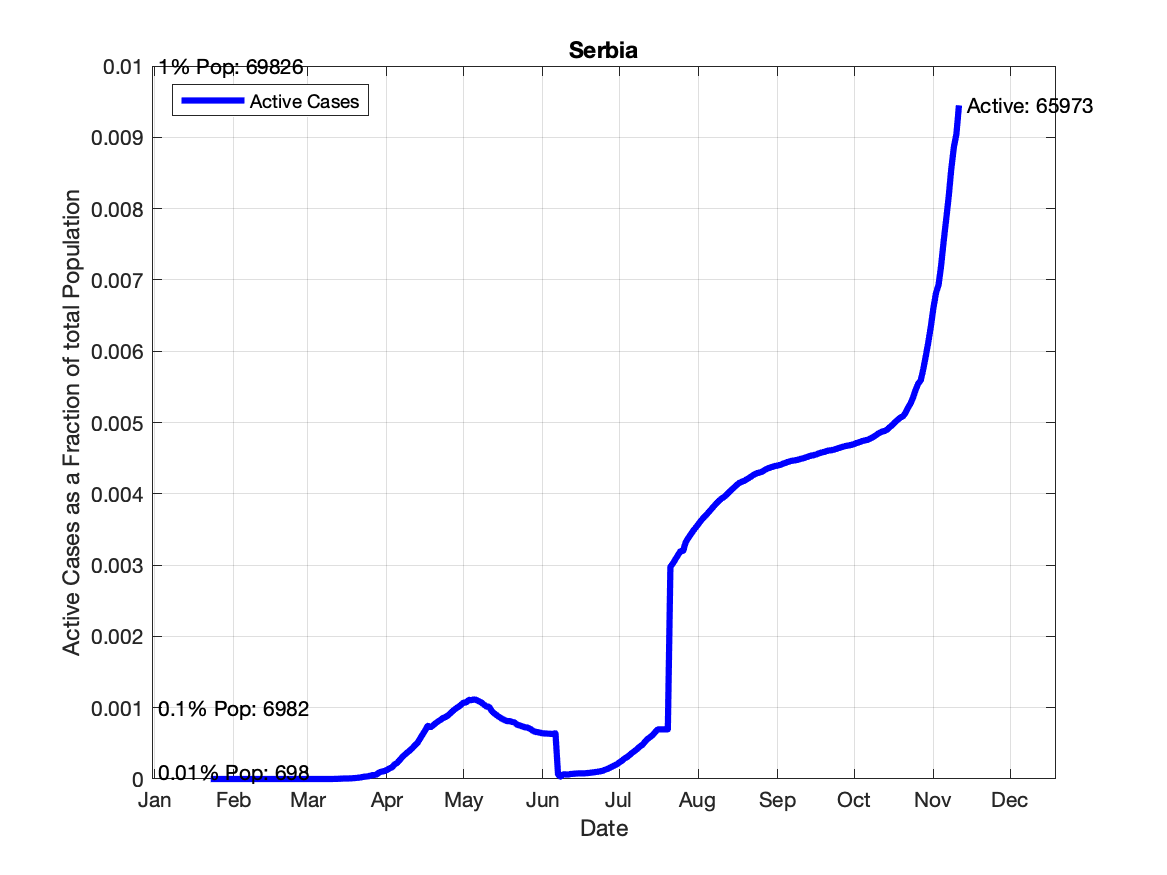 Serbia
0.01
1% Pop: 69826
Active Cases
Active: 65973
0.009
0.008
0.007
0.006
0.005
0.004
0.003
0.002
0.001
0.1% Pop: 6982
0
0.01% Pop: 698
Active Cases as a Fraction of total Population
Jan Feb Mar Apr May Jun Jul Aug Sep Oct Nov Dec
Date